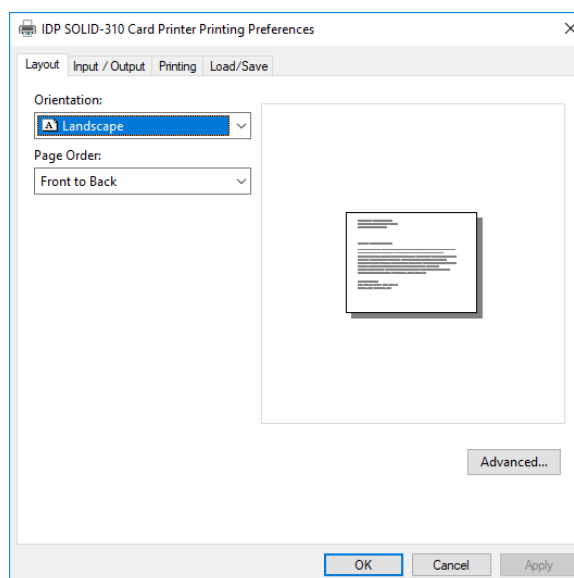 IDP SOLID-310 Card Printer Printing Preferences
Layout Input / Output Printing Load/Save
Orientation:
Landscape
Page Order:
Front to Back
Advanced...
OK Cancel Apply